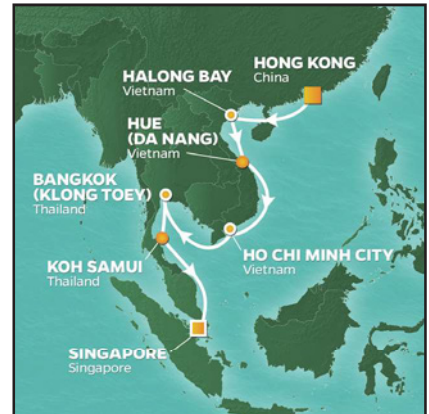 HONG KONG
China
HALONG BAY
Vietnam
HUE
(DA NANG)
Vietnam
BANGKOK
(KLONG TOEY)
Thailand
HO CHI MINH CITY
Vietnam
KOH SAMUI
Thailand
SINGAPORE
Singapore